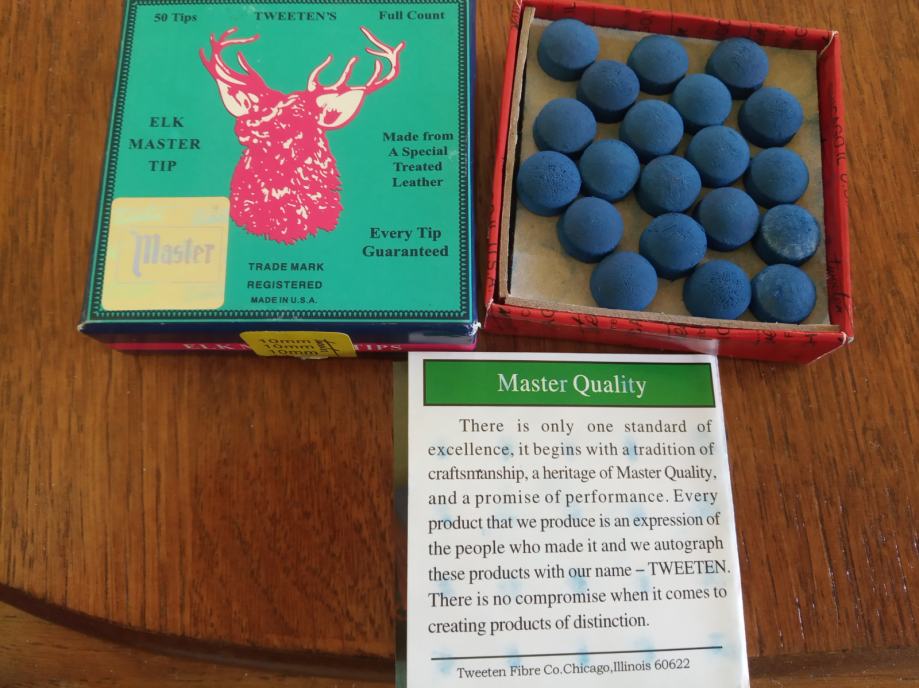 50 Tips
TWEETEN'S
Full Count
ELK
MASTER
TIP
Made from
A Special
Treated
Leather
Every Tip
Guaranteed
Master
TRADE MARK
REGISTERED
MADE IN U.S.A.
10mm
10mm
10mm
TIPS
Master Quality
There is only one standard of
excellence, it begins with a tradition of
craftsmanship, a heritage of Master Quality,
and a promise of performance. Every
product that we produce is an expression of
the people who made it and we autograph
these products with our name – TWEETEN.
There is no compromise when it comes to
creating products of distinction.
Tweeten Fibre Co.Chicago,Illinois 60622